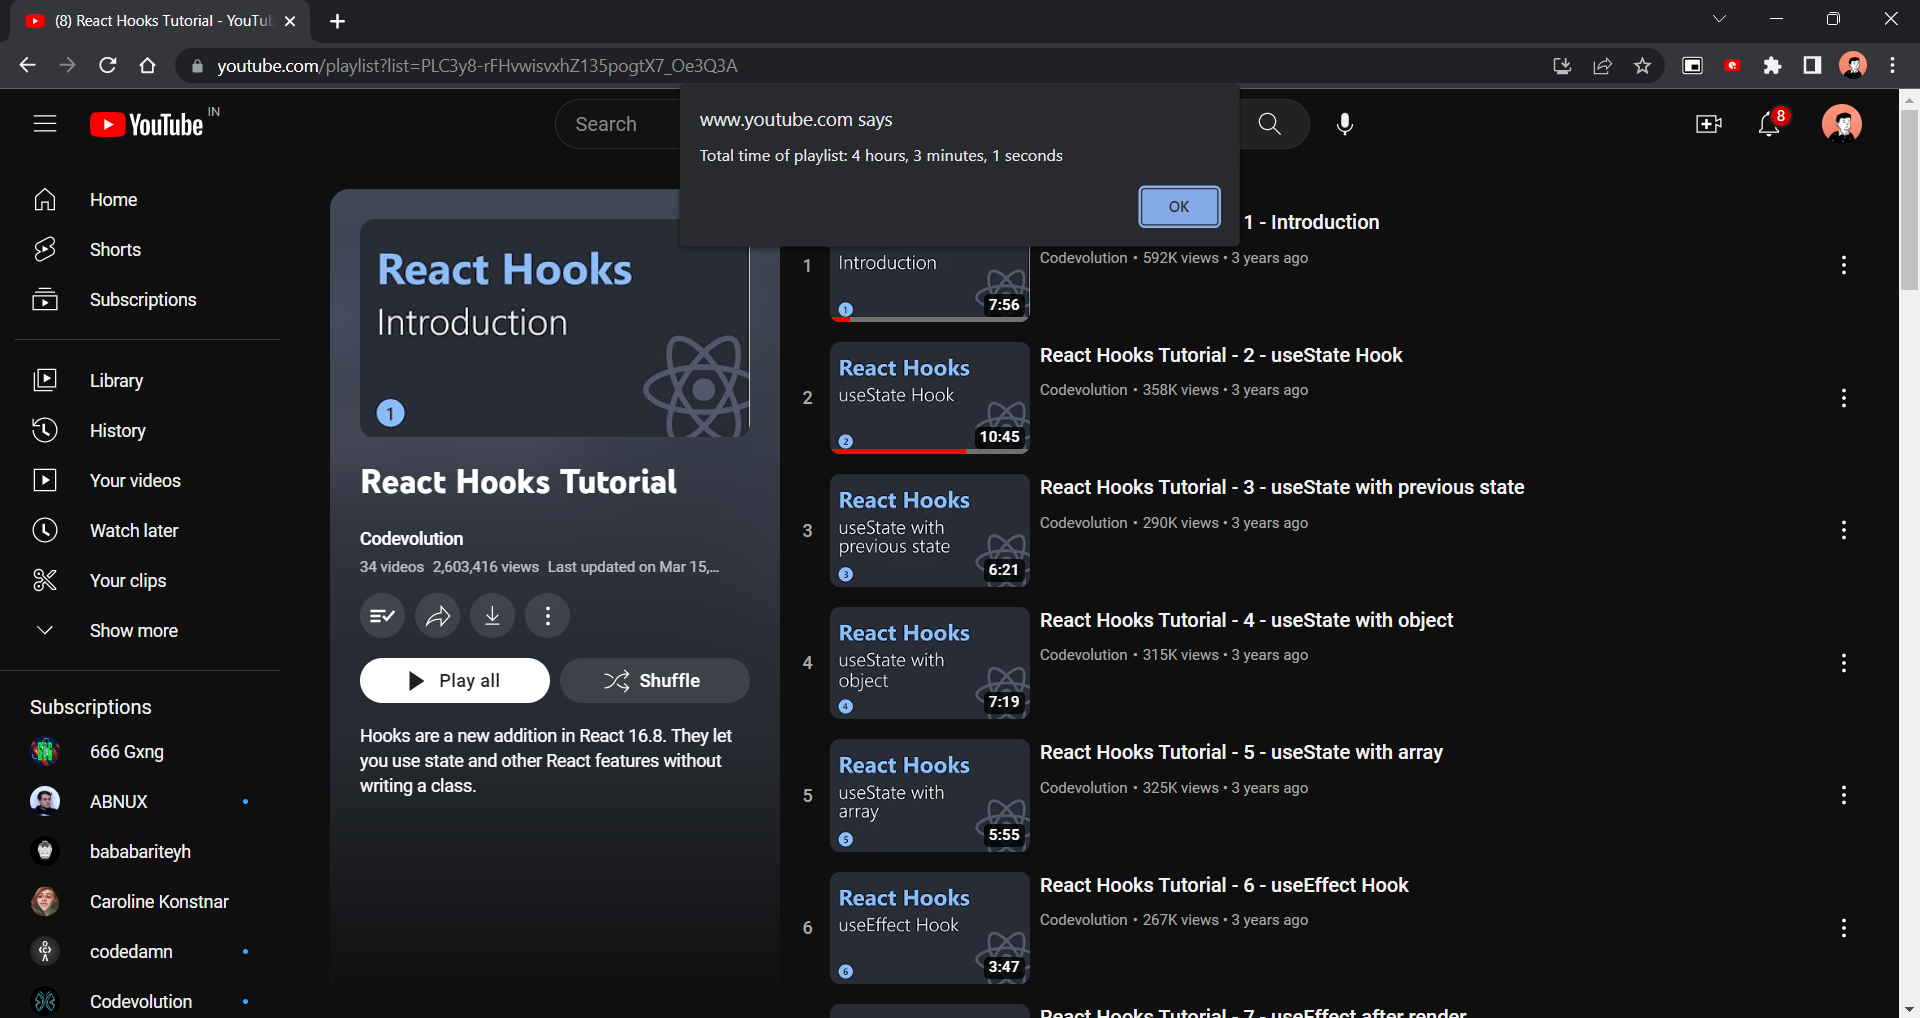 (8) React Hooks Tutorial - YouTu
youtube.com/playlist?list=PLC3y8-rFHvwisvxhZ135pogtX7_Oe3Q3A
www.youtube.com says
Total time of playlist: 4 hours, 3 minutes, 1 seconds
OK
YouTube IN
Search
8
Home
Shorts
Subscriptions
Library
History
Your videos
Watch later
Your clips
Show more
Subscriptions
666 Gxng
ABNUX
bababariteyh
Caroline Konstnar
codedamn
Codevolution
React Hooks
Introduction
1
React Hooks Tutorial
Codevolution
34 videos 2,603,416 views Last updated on Mar 15,...
Play all
Shuffle
Hooks are a new addition in React 16.8. They let
you use state and other React features without
writing a class.
1
Introduction
1
7:56
1 - Introduction
Codevolution • 592K views • 3 years ago
2
React Hooks
useState Hook
2
10:45
React Hooks Tutorial - 2 - useState Hook
Codevolution • 358K views • 3 years ago
3
React Hooks
useState with
previous state
3
6:21
React Hooks Tutorial - 3 - useState with previous state
Codevolution • 290K views • 3 years ago
4
React Hooks
useState with
object
4
7:19
React Hooks Tutorial - 4 - useState with object
Codevolution • 315K views • 3 years ago
5
React Hooks
useState with
array
5
5:55
React Hooks Tutorial - 5 - useState with array
Codevolution • 325K views • 3 years ago
6
React Hooks
useEffect Hook
6
3:47
React Hooks Tutorial - 6 - useEffect Hook
Codevolution • 267K views • 3 years ago
React Hooks Tutorial - 7 - useEffect after render